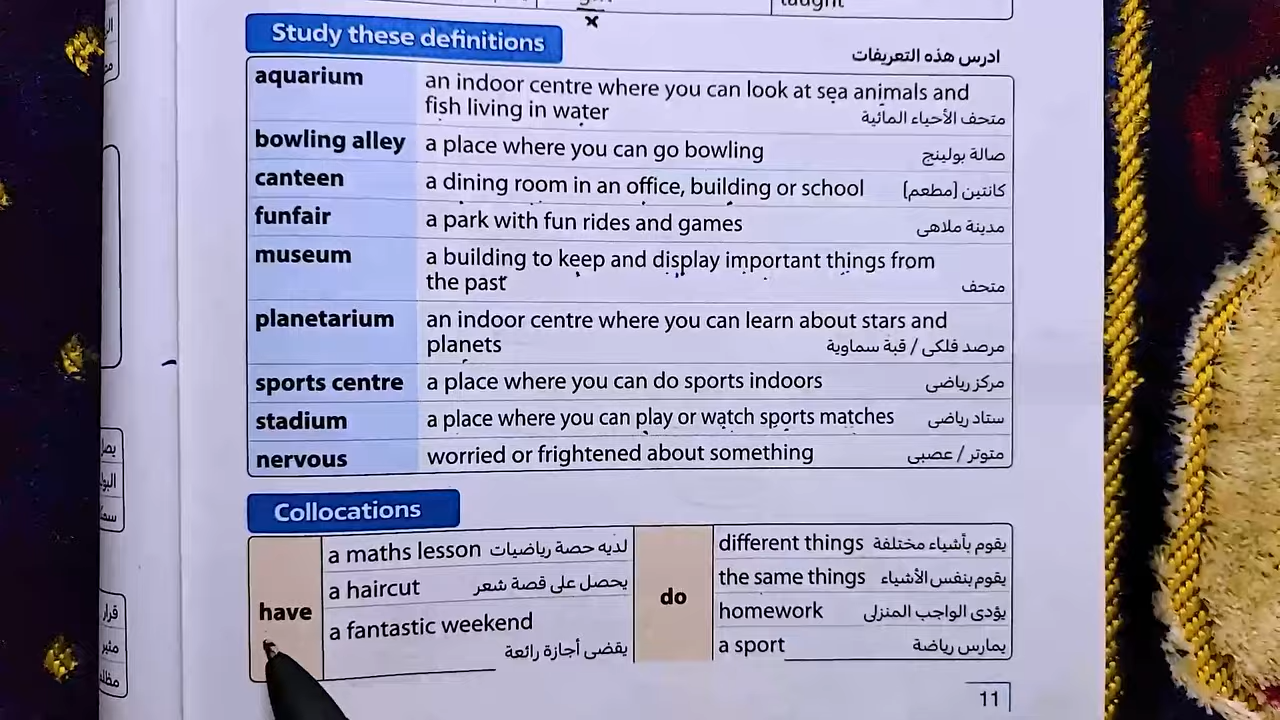 taught
x
Study these definitions
ادرس هذه التعريفات
aquarium an indoor centre where you can look at sea animals and
fish living in water متحف الأحياء المائية
bowling alley a place where you can go bowling صالة بولينج
canteen a dining room in an office, building or school كانتين [مطعم]
funfair a park with fun rides and games مدينة ملاهى
museum a building to keep and display important things from
the past متحف
planetarium an indoor centre where you can learn about stars and
planets مرصد فلكى / قبة سماوية
sports centre a place where you can do sports indoors مركز رياضى
stadium a place where you can play or watch sports matches ستاد رياضى
nervous worried or frightened about something متوتر / عصبى
Collocations
have
a maths lesson لديه حصة رياضيات
a haircut يحصل على قصة شعر
a fantastic weekend
يقضى أجازة رائعة
do
different things يقوم بأشياء مختلفة
the same things يقوم بنفس الأشياء
homework يؤدى الواجب المنزلى
a sport يمارس رياضة
11
قرار
مثير